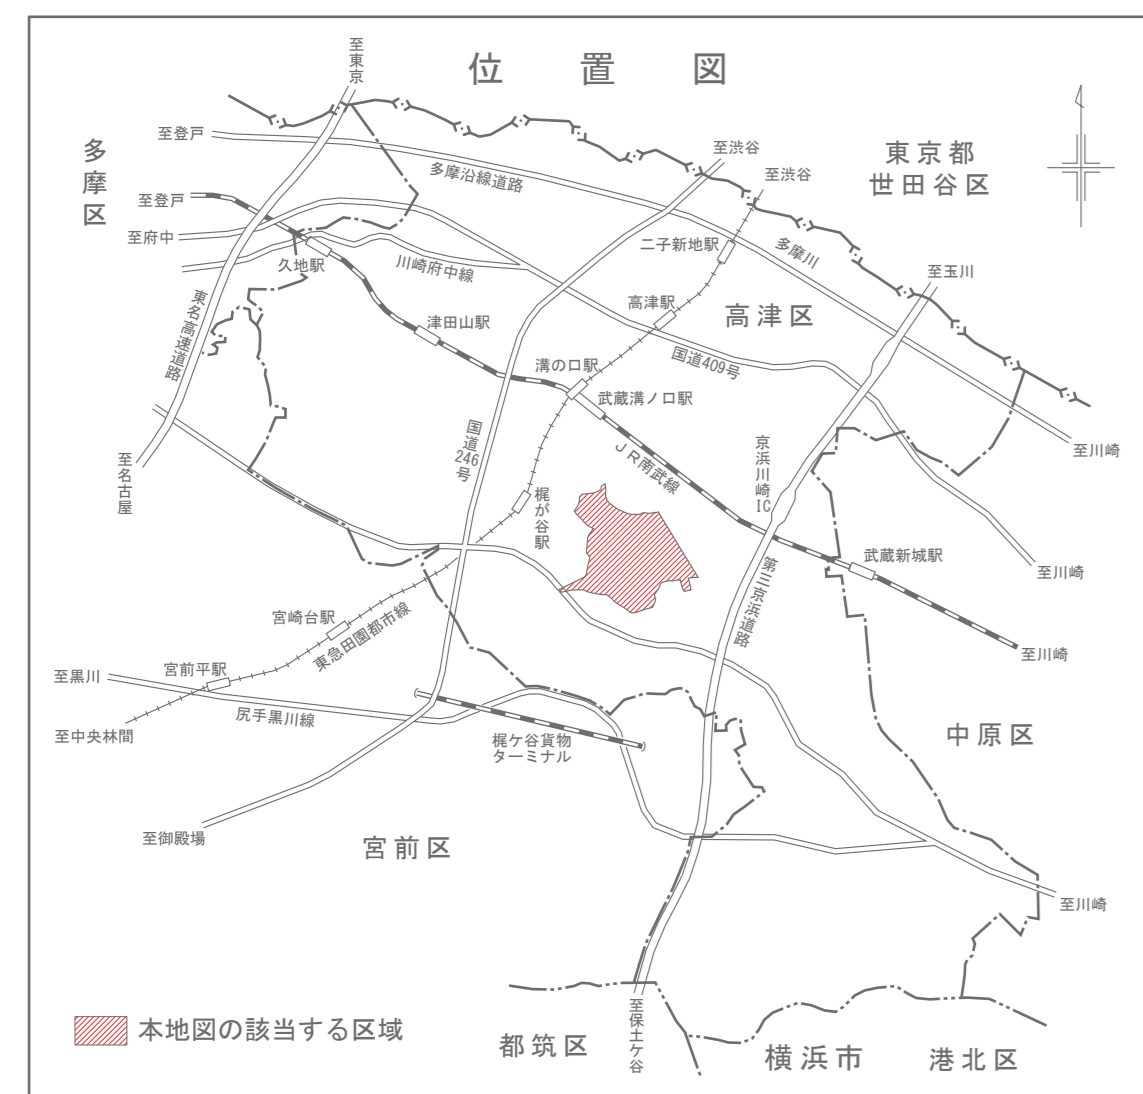 位置図
至東京
至登戸
多摩区
多摩沿線道路
至渋谷
至渋谷
東京都
世田谷区
至登戸
至府中
久地駅
川崎府中線
二子新地駅
多摩川
至玉川
東名高速道路
津田山駅
高津駅
高津区
国道409号
溝の口駅
武蔵溝ノ口駅
至名古屋
国道246号
JR南武線
京浜川崎IC
至川崎
梶が谷駅
武蔵新城駅
至川崎
第三京浜道路
宮崎台駅
東急田園都市線
至川崎
宮前平駅
至黒川
尻手黒川線
至中央林間
梶ケ谷貨物
ターミナル
中原区
至御殿場
宮前区
至川崎
本地図の該当する区域
至保土ケ谷
都筑区
横浜市
港北区